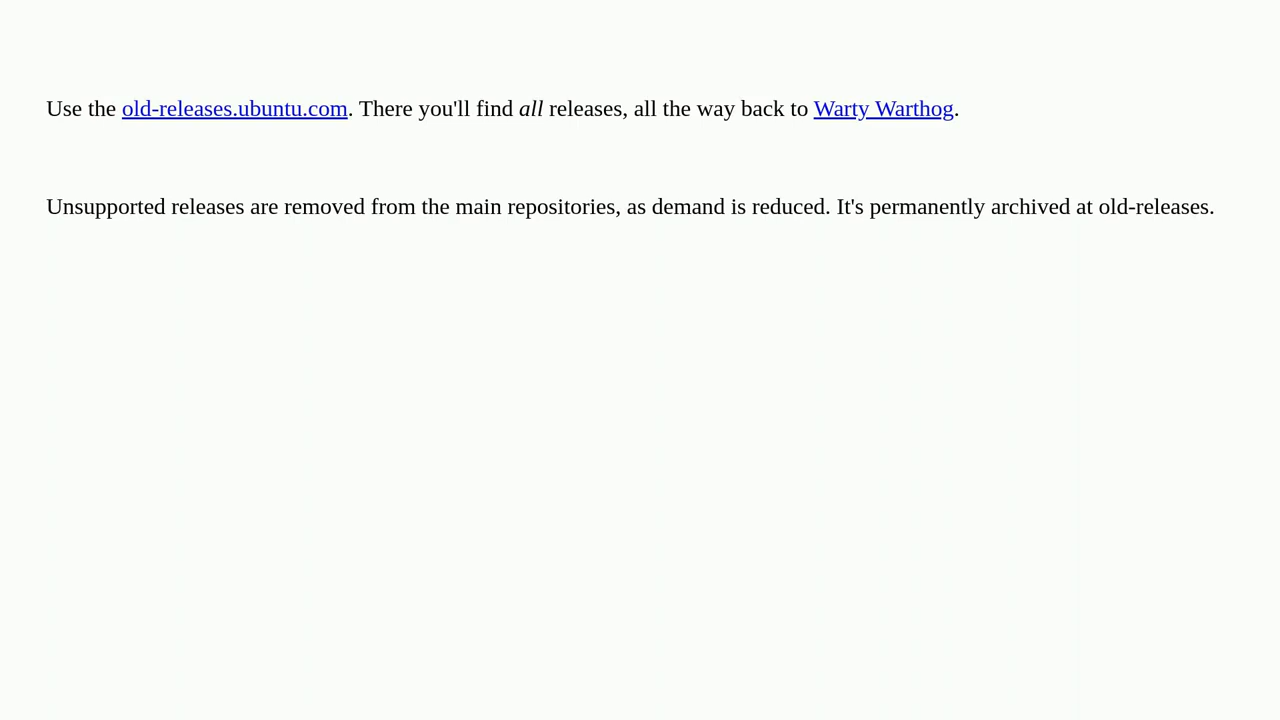 Use the old-releases.ubuntu.com. There you'll find all releases, all the way back to Warty Warthog.
Unsupported releases are removed from the main repositories, as demand is reduced. It's permanently archived at old-releases.